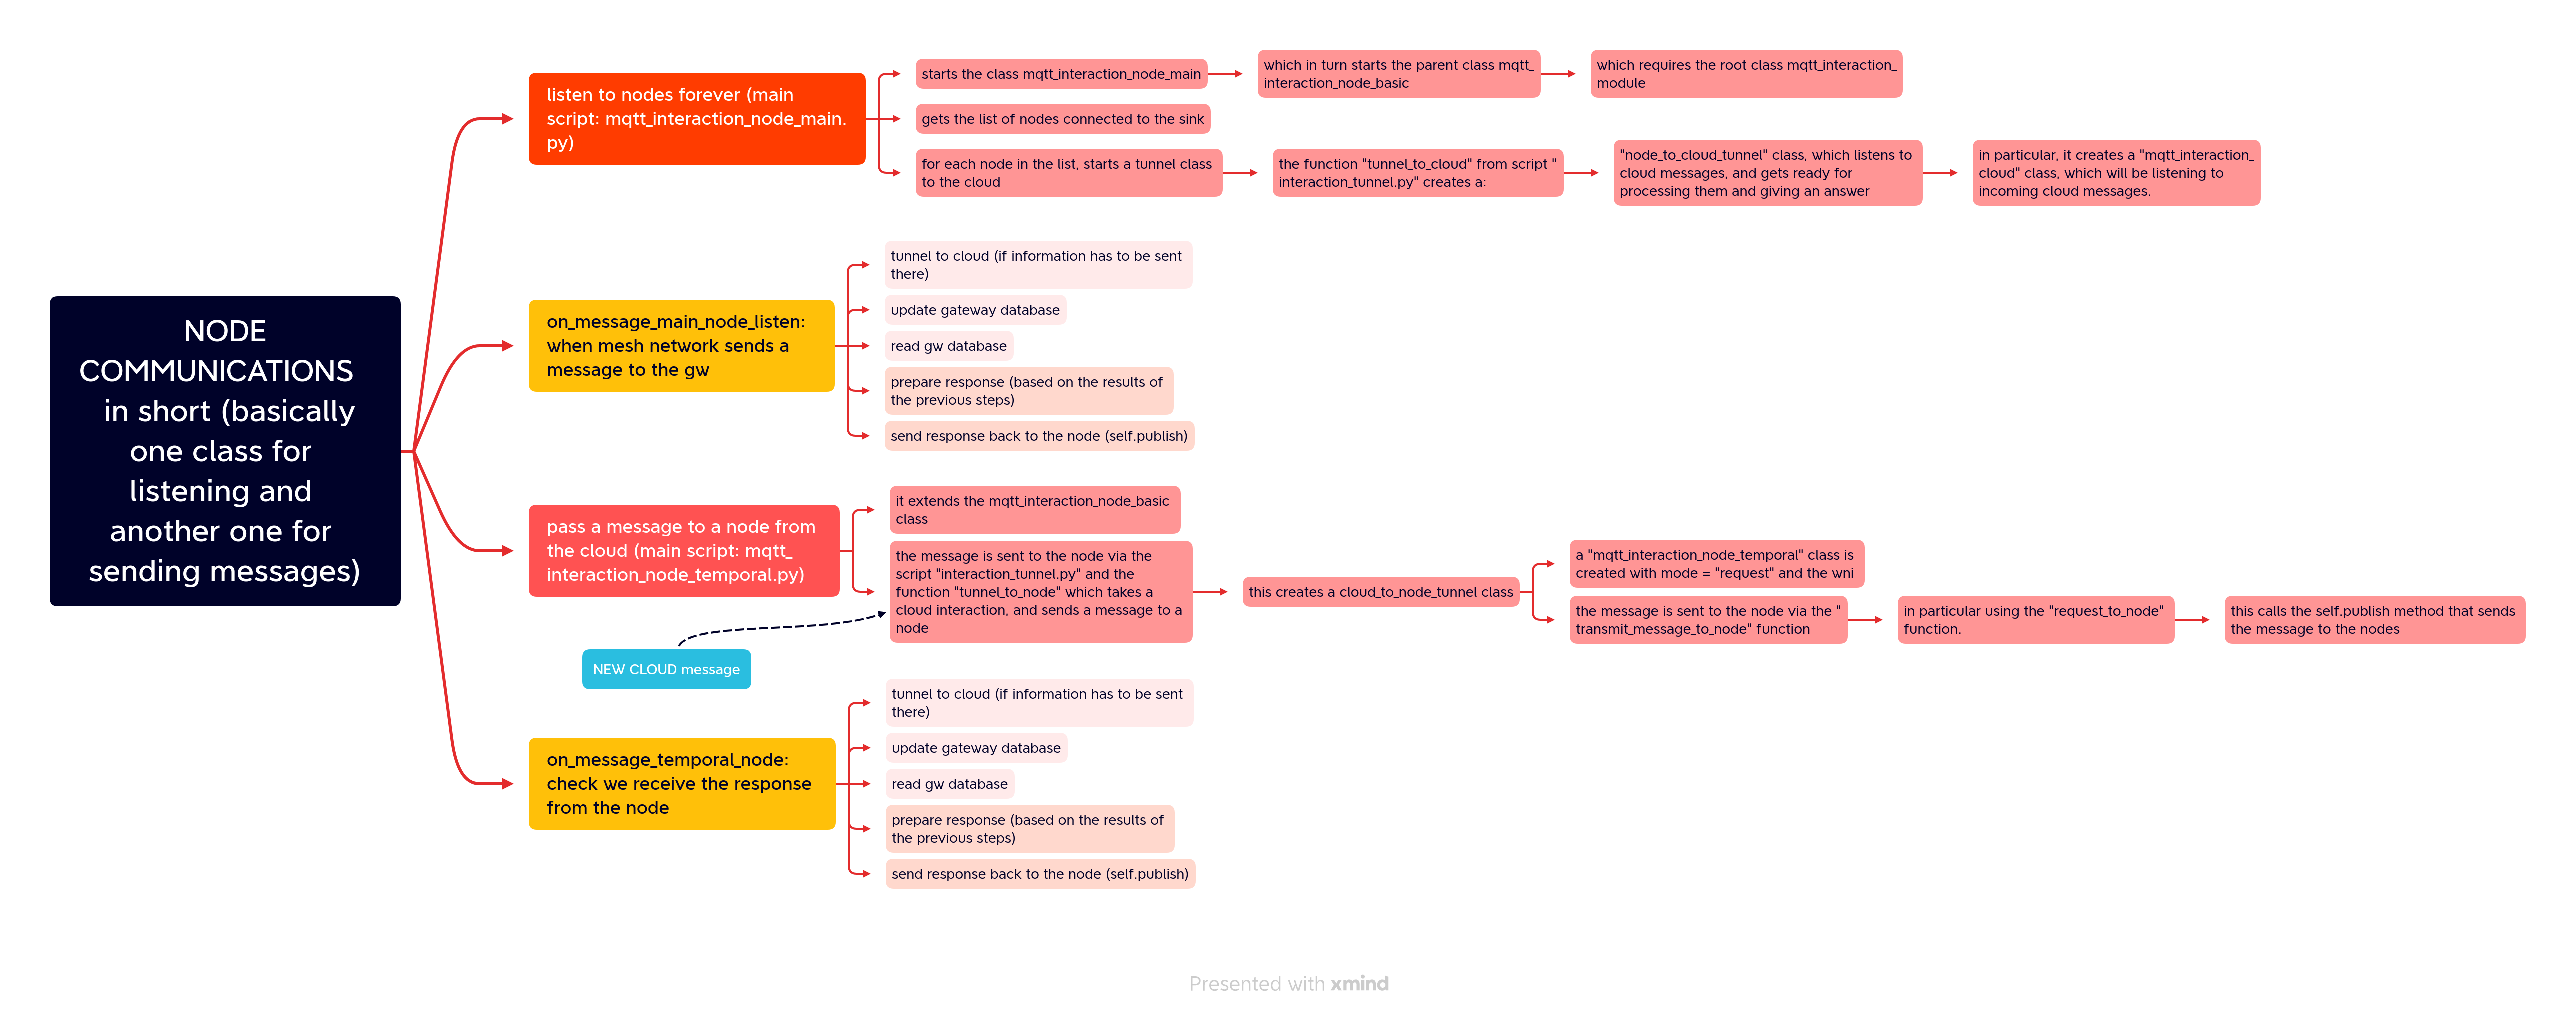 NODE
COMMUNICATIONS
in short (basically
one class for
listening and
another one for
sending messages)
listen to nodes forever (main
script: mqtt_interaction_node_main.
py)
starts the class mqtt_interaction_node_main
which in turn starts the parent class mqtt_
interaction_node_basic
which requires the root class mqtt_interaction_
module
gets the list of nodes connected to the sink
for each node in the list, starts a tunnel class
to the cloud
the function "tunnel_to_cloud" from script "
interaction_tunnel.py" creates a:
"node_to_cloud_tunnel" class, which listens to
cloud messages, and gets ready for
processing them and giving an answer
in particular, it creates a "mqtt_interaction_
cloud" class, which will be listening to
incoming cloud messages.
on_message_main_node_listen:
when mesh network sends a
message to the gw
tunnel to cloud (if information has to be sent
there)
update gateway database
read gw database
prepare response (based on the results of
the previous steps)
send response back to the node (self.publish)
pass a message to a node from
the cloud (main script: mqtt_
interaction_node_temporal.py)
it extends the mqtt_interaction_node_basic
class
the message is sent to the node via the
script "interaction_tunnel.py" and the
function "tunnel_to_node" which takes a
cloud interaction, and sends a message to a
node
this creates a cloud_to_node_tunnel class
a "mqtt_interaction_node_temporal" class is
created with mode = "request" and the wni
the message is sent to the node via the "
transmit_message_to_node" function
in particular using the "request_to_node"
function.
this calls the self.publish method that sends
the message to the nodes
NEW CLOUD message
on_message_temporal_node:
check we receive the response
from the node
tunnel to cloud (if information has to be sent
there)
update gateway database
read gw database
prepare response (based on the results of
the previous steps)
send response back to the node (self.publish)
Presented with xmind